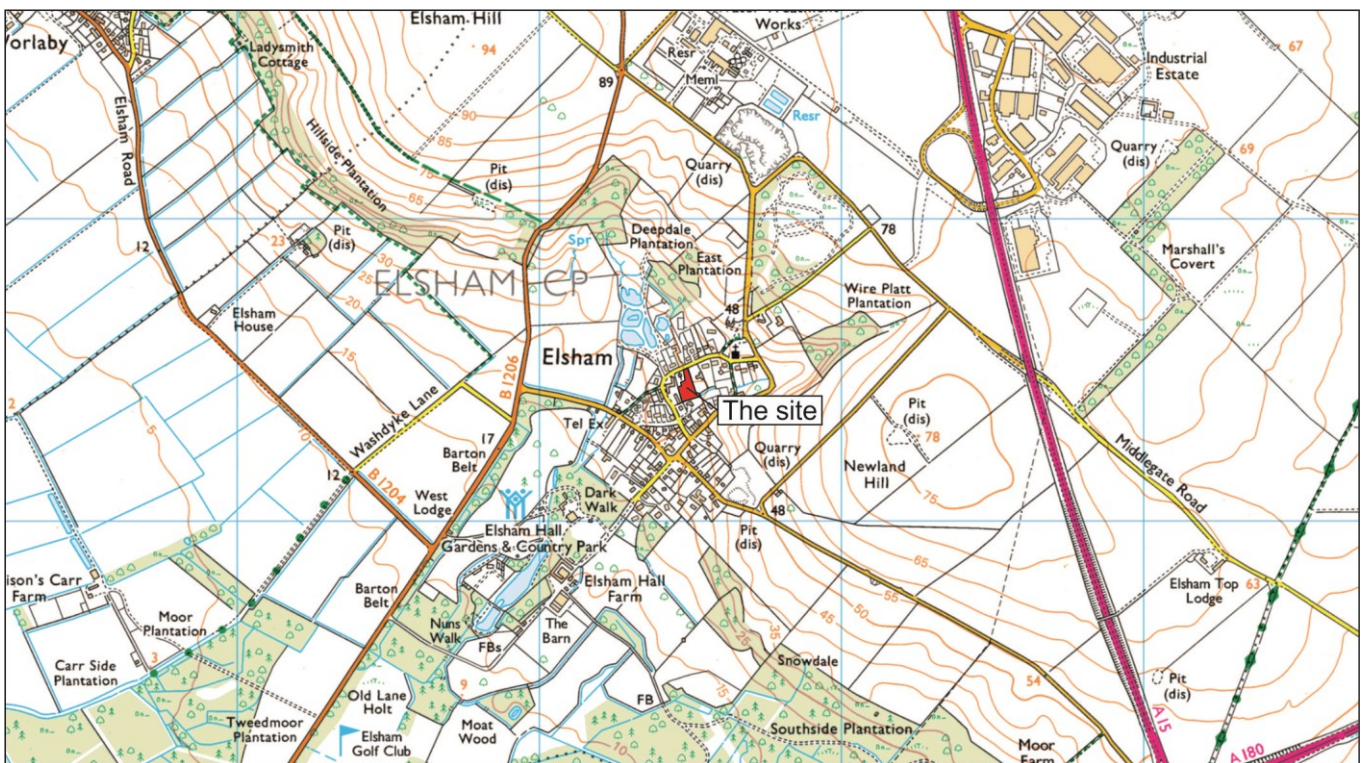 Elsham Hill
Works
Ladysmith
Cottage
94
67
Resr
Meml
Industrial
Estate
89
Resr
Elsham Road
90
85
75
65
Hillside Plantation
Pit
(dis)
Quarry
(dis)
Quarry
(dis)
69
12
23
Pit
(dis)
30
25
20
15
Spr
Deepdale
Plantation
East
Plantation
78
Marshall's
Covert
ELSHAM CP
Wire Platt
Plantation
48
Elsham
House
Elsham
B 1206
The site
Washdyke Lane
2
5
10
12
B 1204
17
Barton
Belt
Tel Ex
Quarry
(dis)
Pit
(dis)
78
Newland
Hill
75
Middlegate Road
West
Lodge
Dark
Walk
48
Pit
(dis)
Elsham Hall
Gardens & Country Park
65
55
50
45
35
25
15
Elsham Top
Lodge
63
ison's Carr
Farm
Barton
Belt
Elsham Hall
Farm
Moor
Plantation
Nuns
Walk
The
Barn
FBs
3
Carr Side
Plantation
Snowdale
Old Lane
Holt
9
FB
54
Pit
(dis)
Tweedmoor
Plantation
Elsham
Golf Club
Moat
Wood
10
Southside Plantation
Moor
Farm
A 15
A 180